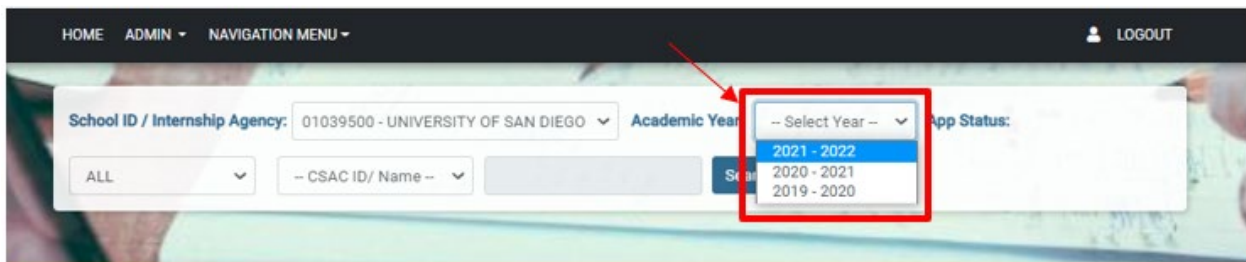 HOME ADMIN NAVIGATION MENU LOGOUT
School ID / Internship Agency: 01039500 - UNIVERSITY OF SAN DIEGO Academic Year -- Select Year -- App Status:
2021 - 2022
ALL -- CSAC ID/ Name -- 2020 - 2021
2019 - 2020